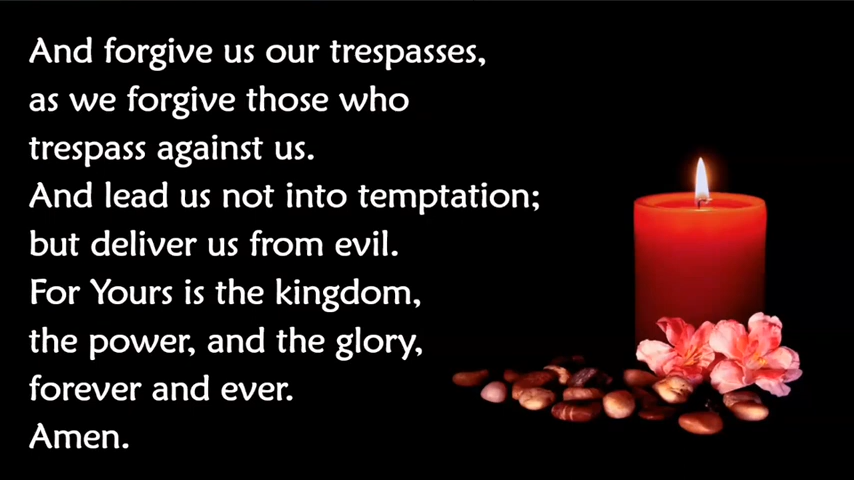 And forgive us our trespasses,
as we forgive those who
trespass against us.
And lead us not into temptation;
but deliver us from evil.
For Yours is the kingdom,
the power, and the glory,
forever and ever.
Amen.